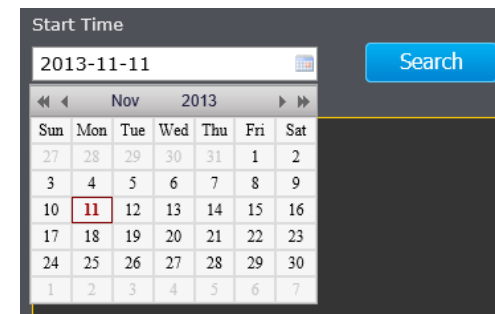 Start Time
2013-11-11
Search
Nov 2013
Sun Mon Tue Wed Thu Fri Sat
27 28 29 30 31 1 2
3 4 5 6 7 8 9
10 11 12 13 14 15 16
17 18 19 20 21 22 23
24 25 26 27 28 29 30
1 2 3 4 5 6 7